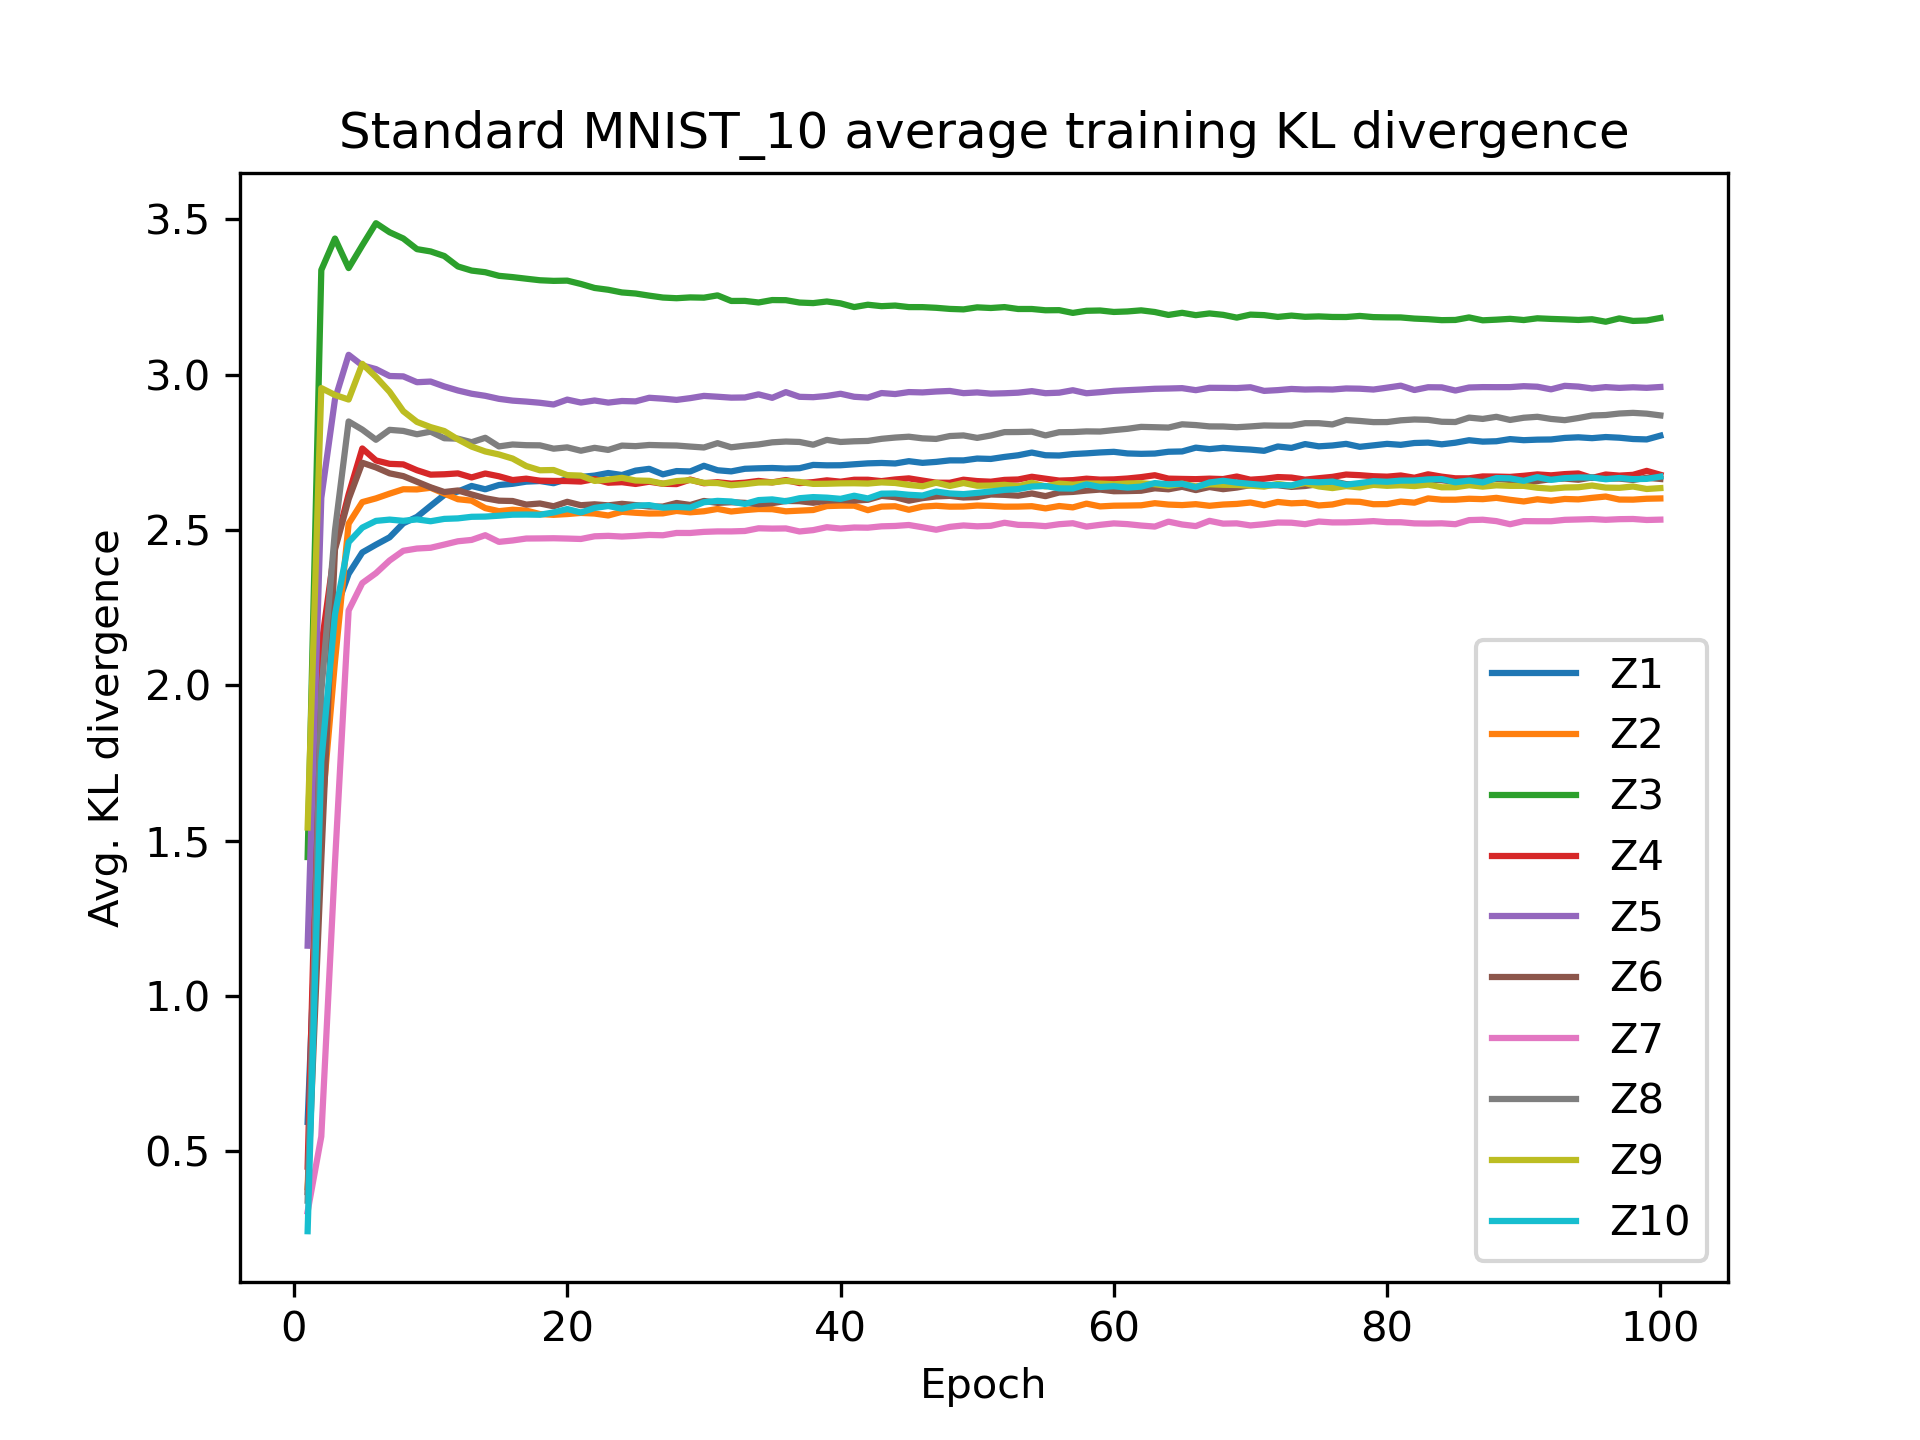 Standard MNIST_10 average training KL divergence
Avg. KL divergence
3.5
3.0
2.5
2.0
1.5
1.0
0.5
0 20 40 60 80 100
Epoch
Z1
Z2
Z3
Z4
Z5
Z6
Z7
Z8
Z9
Z10